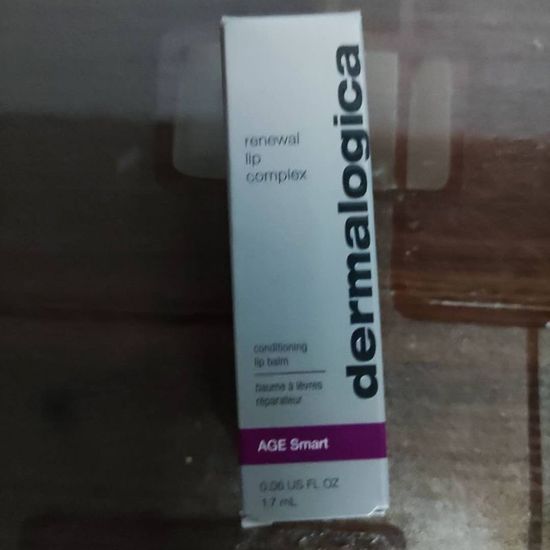 renewal
lip
complex
dermalogica
conditioning
lip balm
baume à lèvres
réparateur
AGE Smart
0.06 US FL OZ
1.7 mL